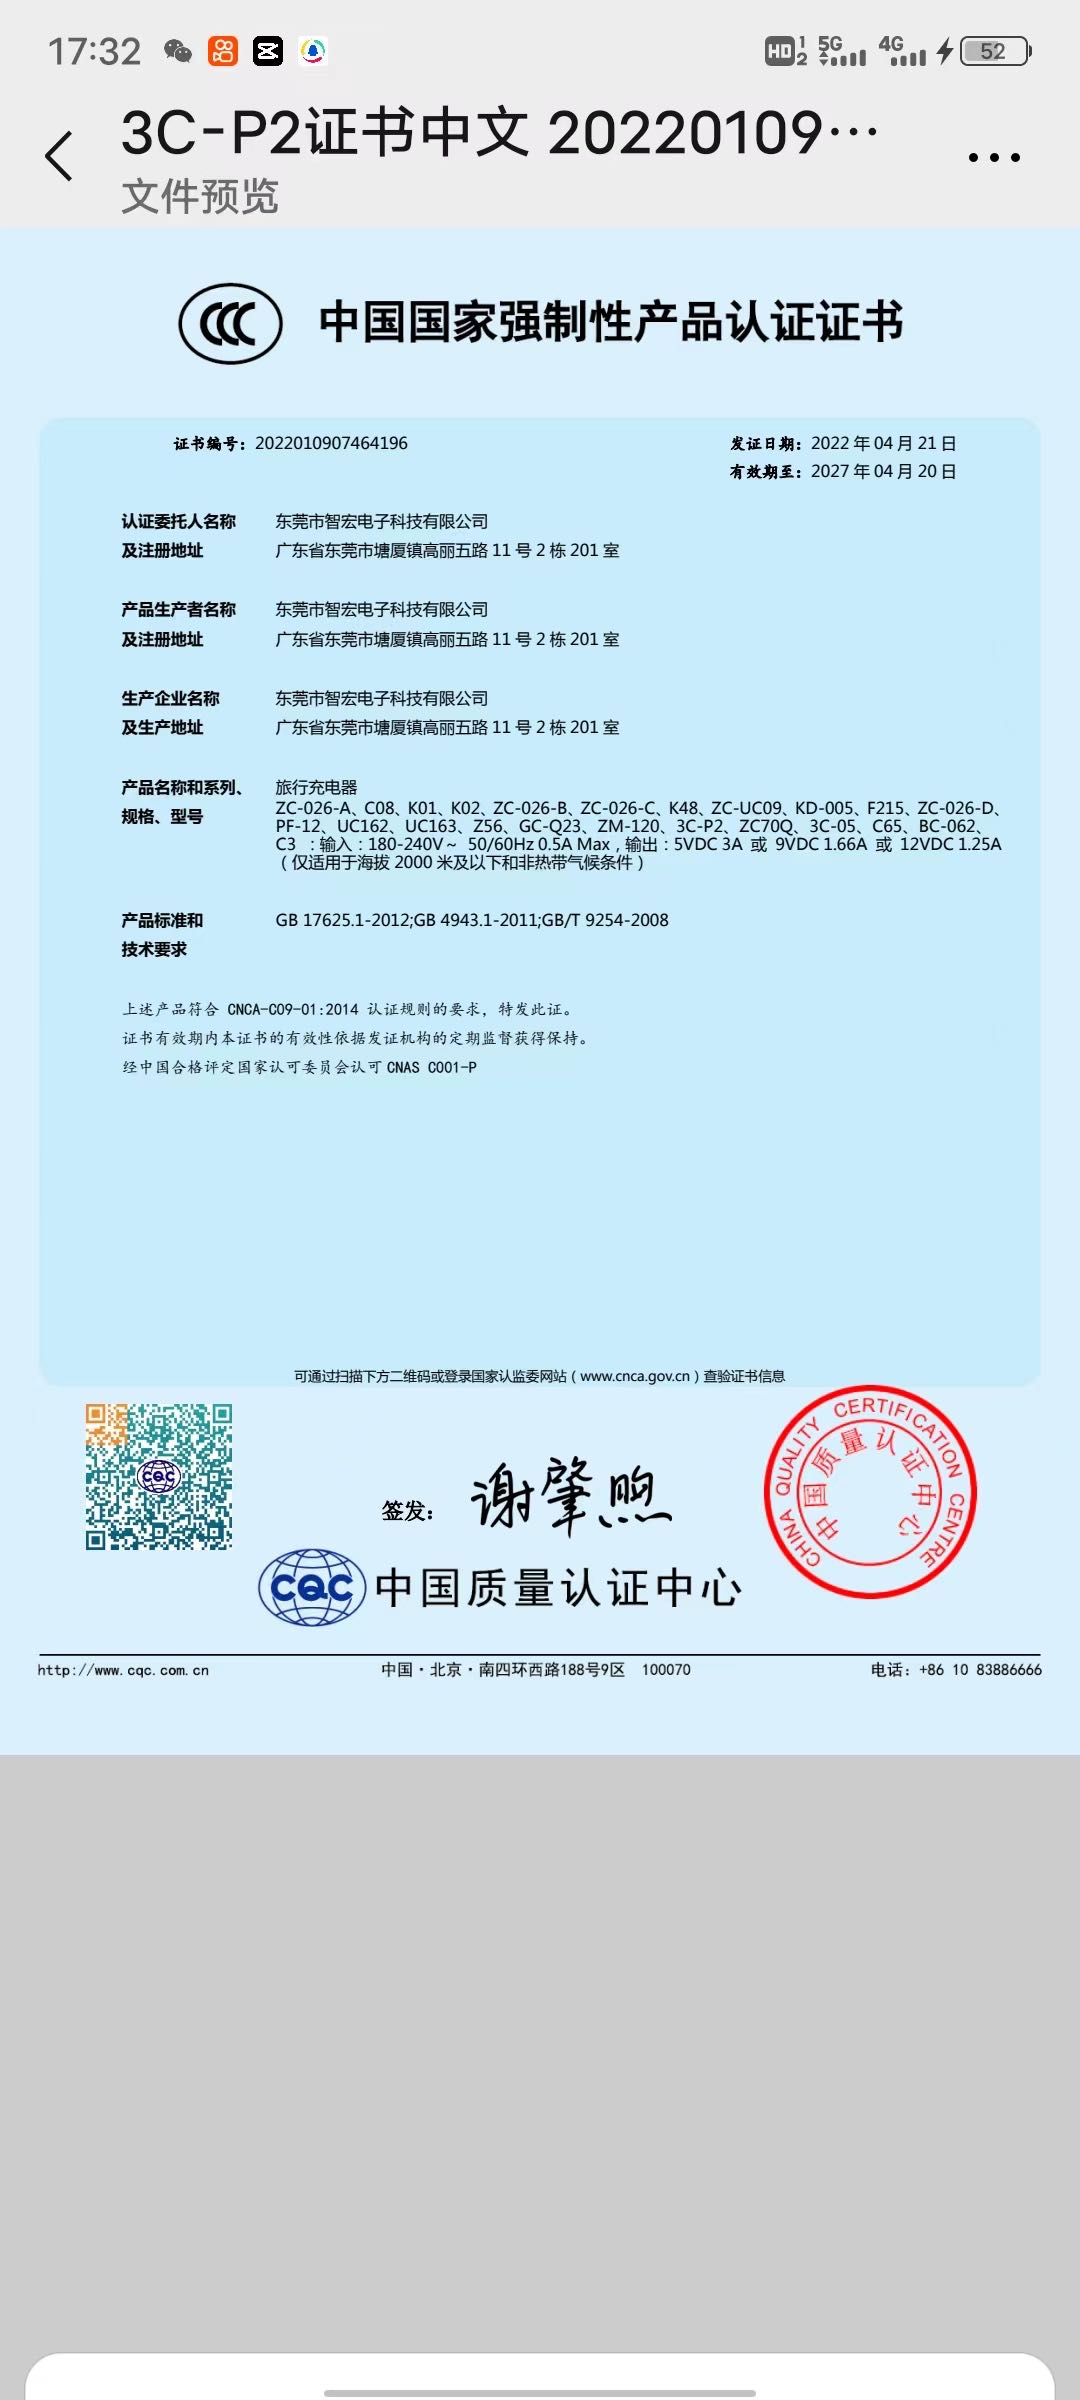 17:32
HD 1 2 5G 4G 52
3C-P2证书中文 20220109…
文件预览
中国国家强制性产品认证证书
证书编号：2022010907464196
发证日期：2022 年 04 月 21 日
有效期至：2027 年 04 月 20 日
认证委托人名称 东莞市智宏电子科技有限公司
及注册地址 广东省东莞市塘厦镇高丽五路 11 号 2 栋 201 室
产品生产者名称 东莞市智宏电子科技有限公司
及注册地址 广东省东莞市塘厦镇高丽五路 11 号 2 栋 201 室
生产企业名称 东莞市智宏电子科技有限公司
及生产地址 广东省东莞市塘厦镇高丽五路 11 号 2 栋 201 室
产品名称和系列、 旅行充电器
规格、型号
ZC-026-A、C08、K01、K02、ZC-026-B、ZC-026-C、K48、ZC-UC09、KD-005、F215、ZC-026-D、
PF-12、UC162、UC163、Z56、GC-Q23、ZM-120、3C-P2、ZC70Q、3C-05、C65、BC-062、
C3 ：输入：180-240V～ 50/60Hz 0.5A Max，输出：5VDC 3A 或 9VDC 1.66A 或 12VDC 1.25A
（仅适用于海拔 2000 米及以下和非热带气候条件）
产品标准和 GB 17625.1-2012;GB 4943.1-2011;GB/T 9254-2008
技术要求
上述产品符合 CNCA-C09-01:2014 认证规则的要求，特发此证。
证书有效期内本证书的有效性依据发证机构的定期监督获得保持。
经中国合格评定国家认可委员会认可 CNAS C001-P
可通过扫描下方二维码或登录国家认监委网站（www.cnca.gov.cn）查验证书信息
CQC
签发：谢肇煦
CHINA QUALITY CERTIFICATION CENTRE
中国质量认证中心
CQC 中国质量认证中心
http://www.cqc.com.cn
中国·北京·南四环西路188号9区 100070
电话：+86 10 83886666